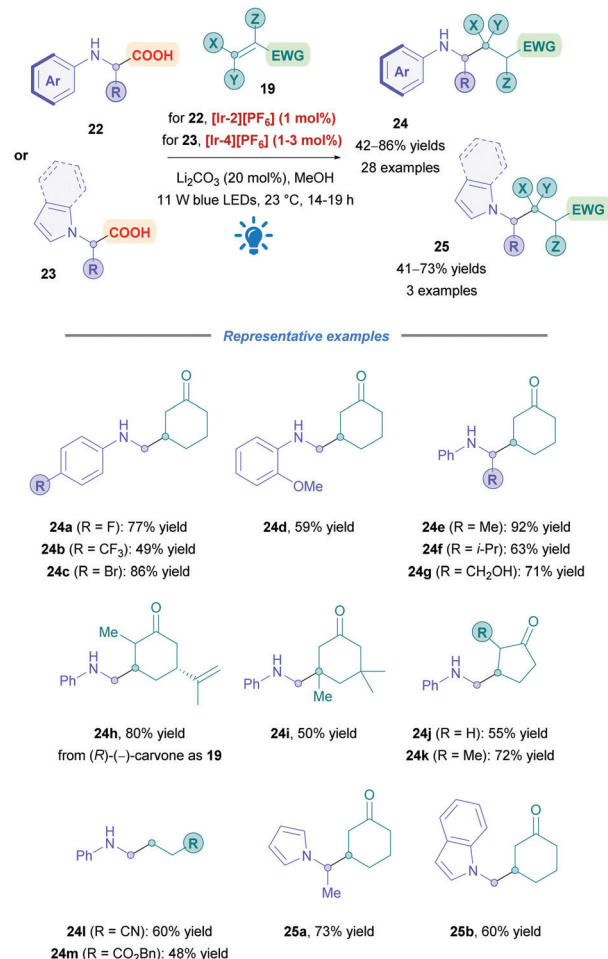 H
N
COOH
Ar
R
22
X
Z
Y
EWG
19
H
N
X
Y
EWG
Ar
R
Z
24
for 22, [Ir-2][PF6] (1 mol%)
for 23, [Ir-4][PF6] (1-3 mol%)
Li2CO3 (20 mol%), MeOH
11 W blue LEDs, 23 °C, 14-19 h
42–86% yields
28 examples
or
N
COOH
R
23
X
Y
N
EWG
R
Z
25
41–73% yields
3 examples
Representative examples
O
H
N
R
24a (R = F): 77% yield
24b (R = CF3): 49% yield
24c (R = Br): 86% yield
O
H
N
OMe
24d, 59% yield
O
H
N
Ph
R
24e (R = Me): 92% yield
24f (R = i-Pr): 63% yield
24g (R = CH2OH): 71% yield
O
Me
H
N
Ph
24h, 80% yield
from (R)-(–)-carvone as 19
O
H
N
Ph
Me
24i, 50% yield
R
O
H
N
Ph
24j (R = H): 55% yield
24k (R = Me): 72% yield
H
N
Ph
R
24l (R = CN): 60% yield
24m (R = CO2Bn): 48% yield
O
N
Me
25a, 73% yield
O
N
25b, 60% yield